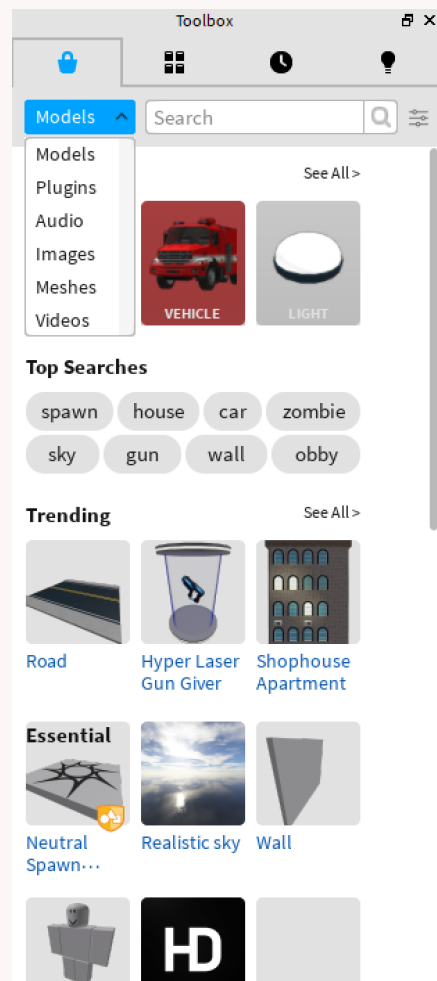 Toolbox
Models
Search
Models
Plugins
Audio
Images
Meshes
Videos
See All >
VEHICLE
LIGHT
Top Searches
spawn
house
car
zombie
sky
gun
wall
obby
Trending
See All >
Road
Hyper Laser
Gun Giver
Shophouse
Apartment
Essential
Neutral
Spawn···
Realistic sky
Wall
HD